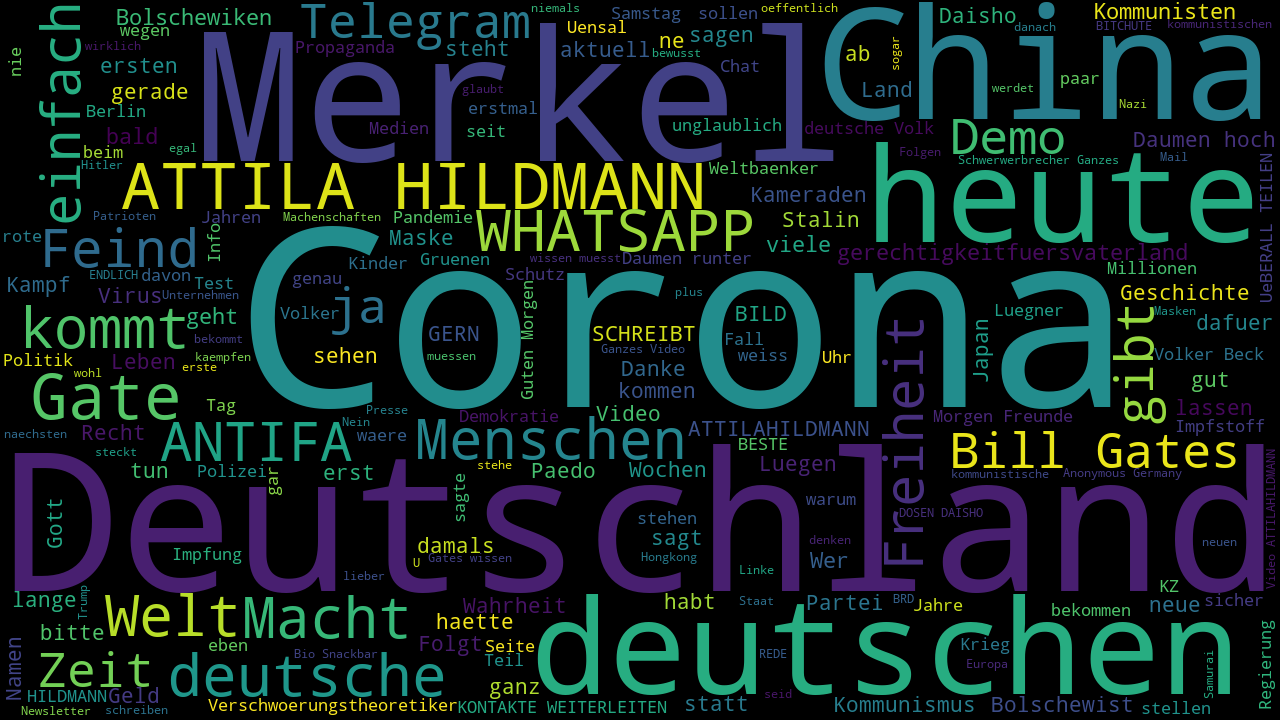 nie
einfach
Bolschewiken
wegen
wirklich
ersten
gerade
Berlin
bald
beim
egal
Hitler
Telegram
Propaganda
steht
Merkel
niemals
Uensal
Samstag
sollen
oeffentlich
aktuell
ne
sagen
bewusst
Chat
glaubt
erstmal
Medien
seit
unglaublich
China
Daisho
danach
Kommunisten
BITCHUTE
kommunistischen
ab
sogar
Land
werdet
paar
Nazi
deutsche Volk
Folgen
Demo
Daumen hoch
Schwerwerbrecher Ganzes
Mail
UeBERALL TEILEN
ATTILA HILDMANN
Weltbaenker
Kameraden
heute
Patrioten
Jahren
Machenschaften
Pandemie
WHATSAPP
Stalin
rote
Feind
Info
Maske
Gruenen
wissen muesst
Daumen runter
viele
gerechtigkeitfuersvaterland
Kampf
ENDLICH
davon
Virus
Unternehmen
Test
genau
Kinder
Schutz
Millionen
Geschichte
Corona
plus
kommt
geht
Volker
ja
GERN
Guten Morgen
SCHREIBT
BILD
Luegner
Masken
dafuer
bekommt
Politik
Leben
kaempfen
sehen
muessen
Ganzes Video
Fall
weiss
Uhr
Japan
gibt
Volker Beck
wohl
erste
Gate
Danke
kommen
gut
Tag
Presse
Nein
Demokratie
Video
Freiheit
Morgen Freunde
lassen
Impfstoff
naechsten
Recht
steckt
ANTIFA
waere
Menschen
ATTILAHILDMANN
BESTE
Bill Gates
tun
Polizei
gar
erst
stehe
Paedo
Wochen
Luegen
kommunistische
Anonymous Germany
Video ATTILAHILDMANN
Deutschland
sagte
warum
Gott
stehen
DOSEN DAISHO
Impfung
damals
U
Gates wissen
sagt
Hongkong
denken
neuen
lieber
Linke
Wer
KZ
lange
Trump
Welt
Macht
Wahrheit
habt
Staat
Partei
BRD
Jahre
bekommen
neue
sicher
bitte
haette
deutschen
eben
Folgt
Seite
Krieg
Regierung
Namen
Zeit
Bio Snackbar
Teil
REDE
Europa
Samurai
deutsche
ganz
seid
HILDMANN
Geld
Newsletter
schreiben
Verschwoerungstheoretiker
KONTAKTE WEITERLEITEN
statt
Kommunismus
Bolschewist
stellen